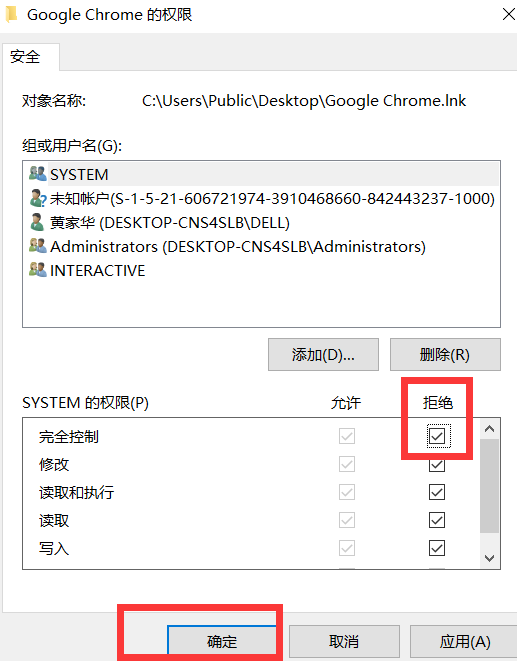 Google Chrome 的权限
安全
对象名称: C:\Users\Public\Desktop\Google Chrome.lnk
组或用户名(G):
SYSTEM
未知帐户(S-1-5-21-606721974-3910468660-842443237-1000)
黄家华 (DESKTOP-CNS4SLB\DELL)
Administrators (DESKTOP-CNS4SLB\Administrators)
INTERACTIVE
添加(D)... 删除(R)
SYSTEM 的权限(P) 允许 拒绝
完全控制
修改
读取和执行
读取
写入
确定 取消 应用(A)